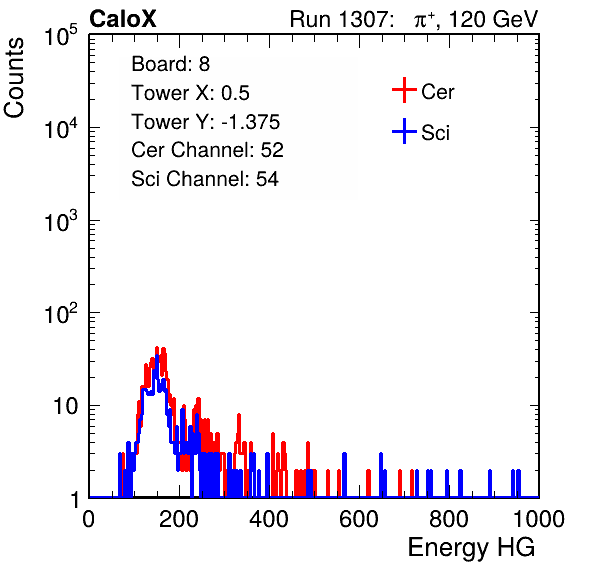 CaloX Run 1307: π⁺, 120 GeV
Counts
10⁵
10⁴
10³
10²
10
1
Board: 8
Tower X: 0.5
Tower Y: -1.375
Cer Channel: 52
Sci Channel: 54
Cer
Sci
0 200 400 600 800 1000
Energy HG